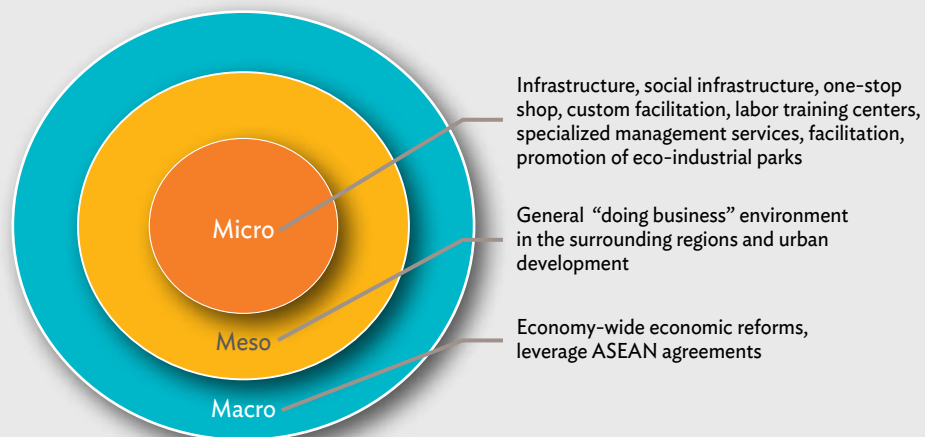 Infrastructure, social infrastructure, one-stop
shop, custom facilitation, labor training centers,
specialized management services, facilitation,
promotion of eco-industrial parks
Micro
General “doing business” environment
in the surrounding regions and urban
development
Meso
Economy-wide economic reforms,
leverage ASEAN agreements
Macro